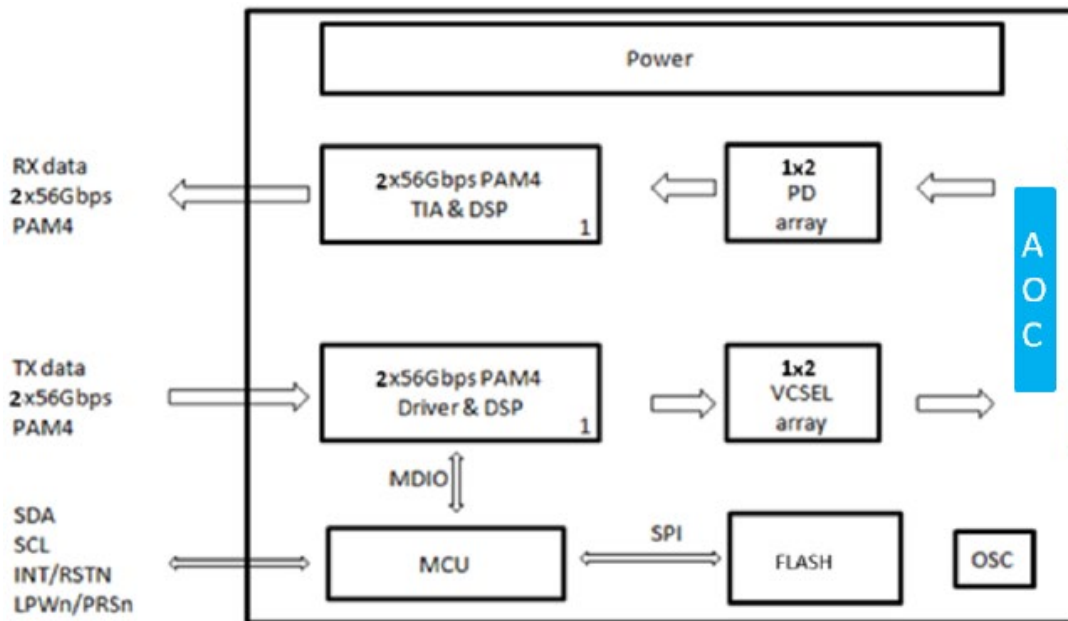 Power
RX data
2x56Gbps
PAM4
2x56Gbps PAM4
TIA & DSP
1
1x2
PD
array
A
O
C
TX data
2x56Gbps
PAM4
2x56Gbps PAM4
Driver & DSP
1
1x2
VCSEL
array
MDIO
SDA
SCL
INT/RSTN
LPWn/PRSn
MCU
SPI
FLASH
OSC